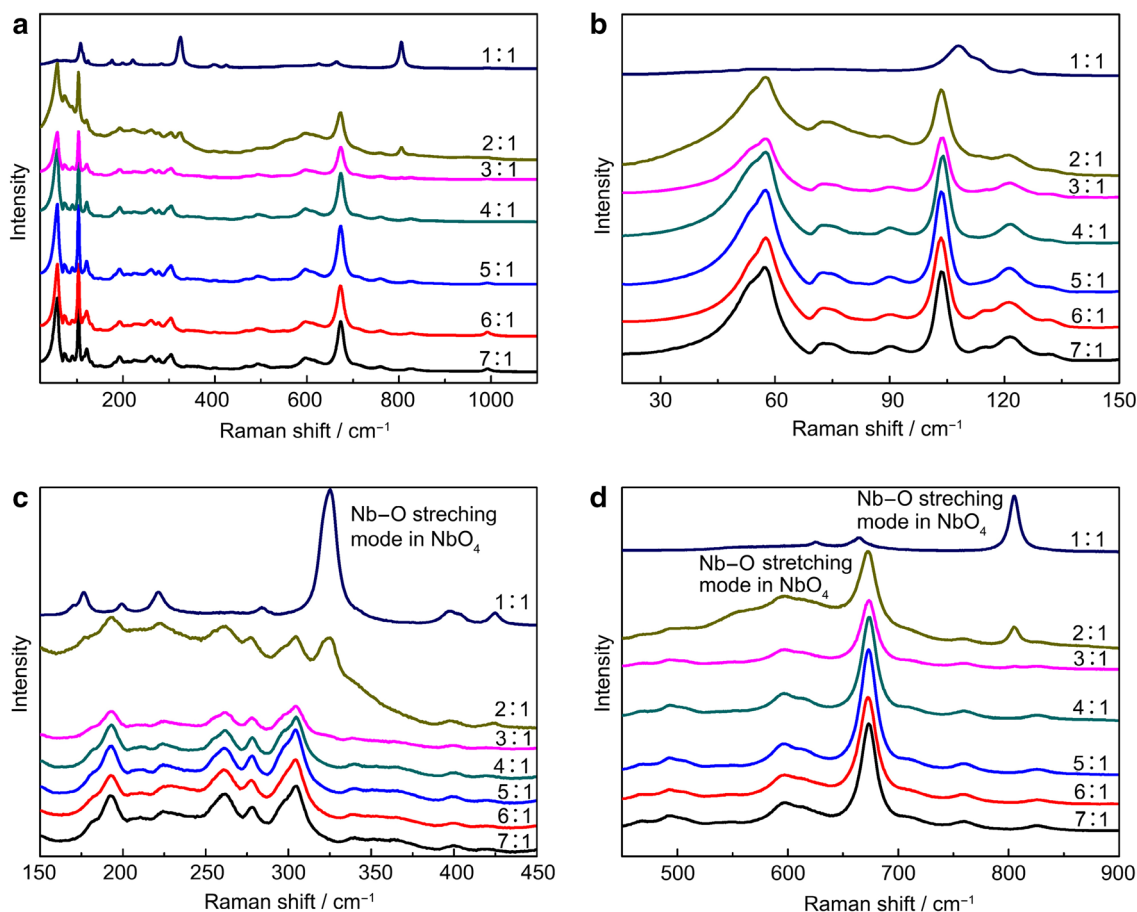 a
1:1
2:1
3:1
4:1
5:1
6:1
7:1
Intensity
200 400 600 800 1000
Raman shift / cm⁻¹
b
1:1
2:1
3:1
4:1
5:1
6:1
7:1
Intensity
30 60 90 120 150
Raman shift / cm⁻¹
c
Nb–O streching
mode in NbO₄
1:1
2:1
3:1
4:1
5:1
6:1
7:1
Intensity
150 200 250 300 350 400 450
Raman shift / cm⁻¹
d
Nb–O streching
mode in NbO₄
1:1
Nb–O stretching
mode in NbO₄
2:1
3:1
4:1
5:1
6:1
7:1
Intensity
500 600 700 800 900
Raman shift / cm⁻¹